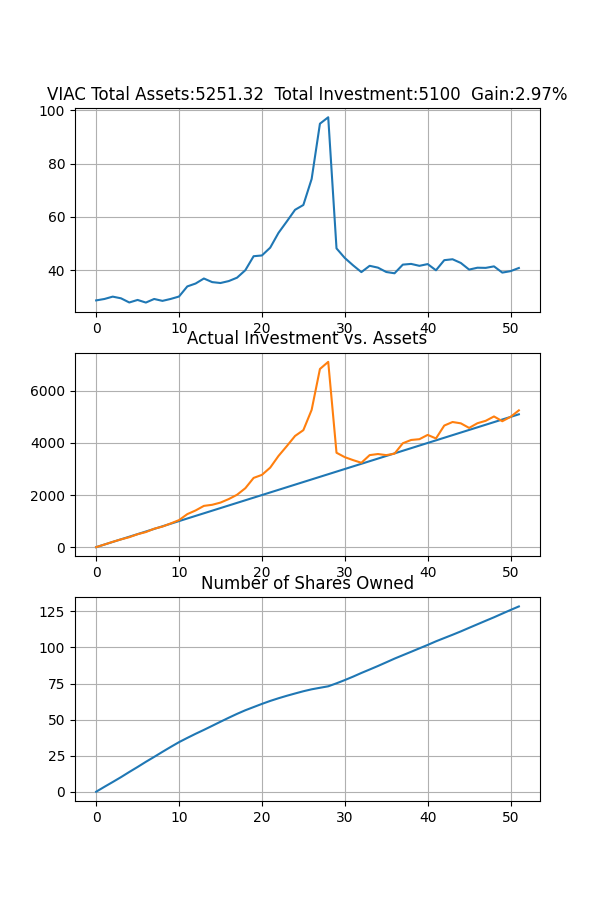 VIAC Total Assets:5251.32  Total Investment:5100  Gain:2.97%
100
80
60
40
0 10 20 30 40 50
Actual Investment vs. Assets
6000
4000
2000
0
0 10 20 30 40 50
Number of Shares Owned
125
100
75
50
25
0
0 10 20 30 40 50